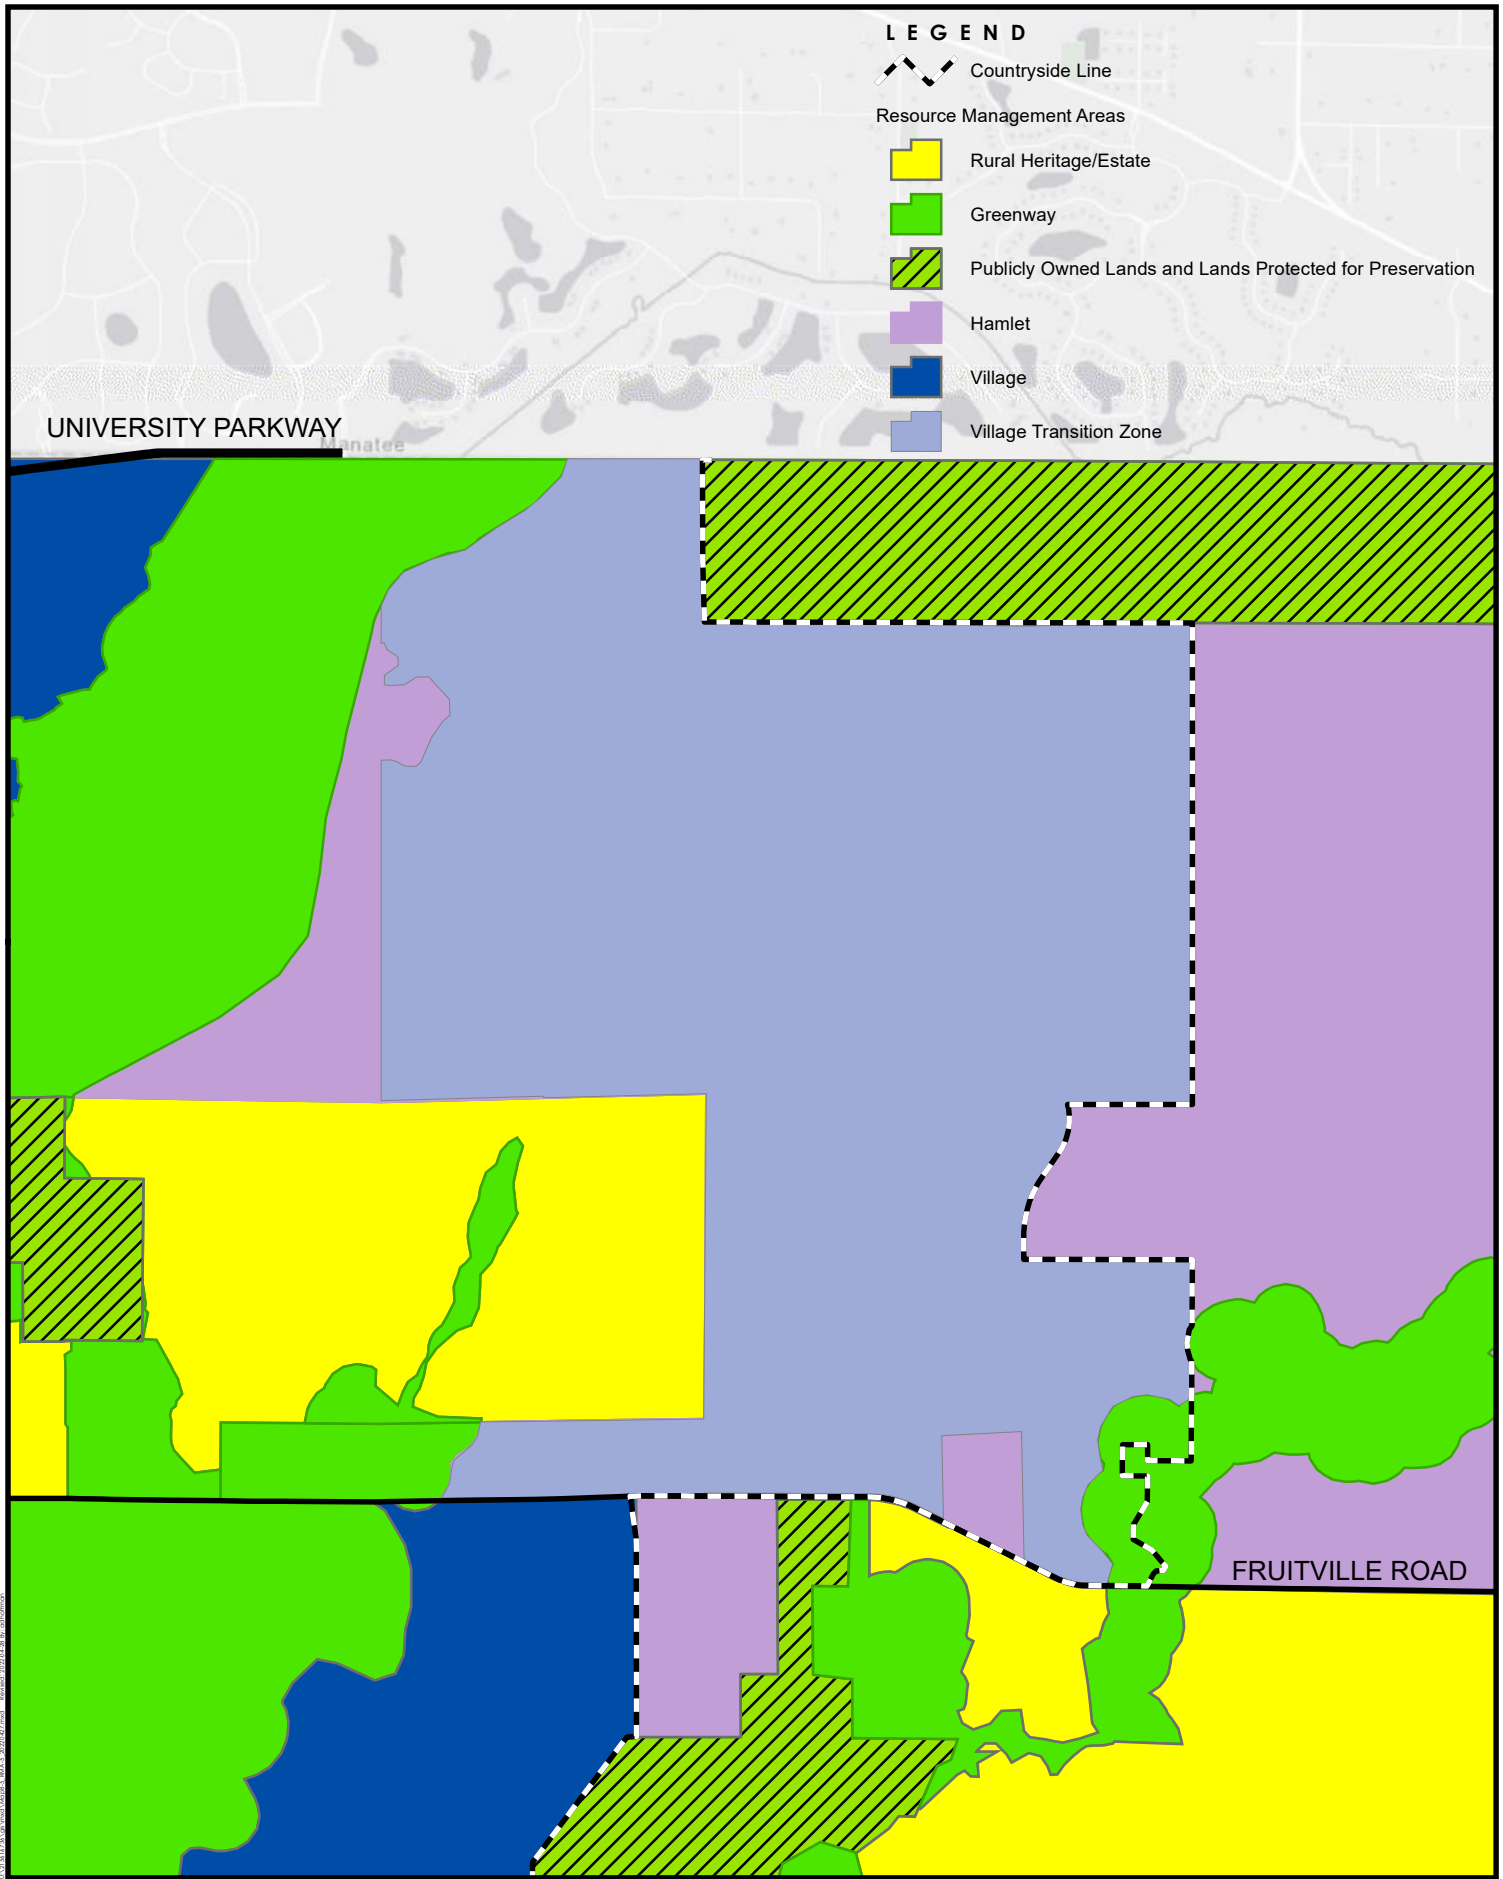 L E G E N D
Countryside Line
Resource Management Areas
Rural Heritage/Estate
Greenway
Publicly Owned Lands and Lands Protected for Preservation
Hamlet
Village
Village Transition Zone
UNIVERSITY PARKWAY
Manatee
FRUITVILLE ROAD